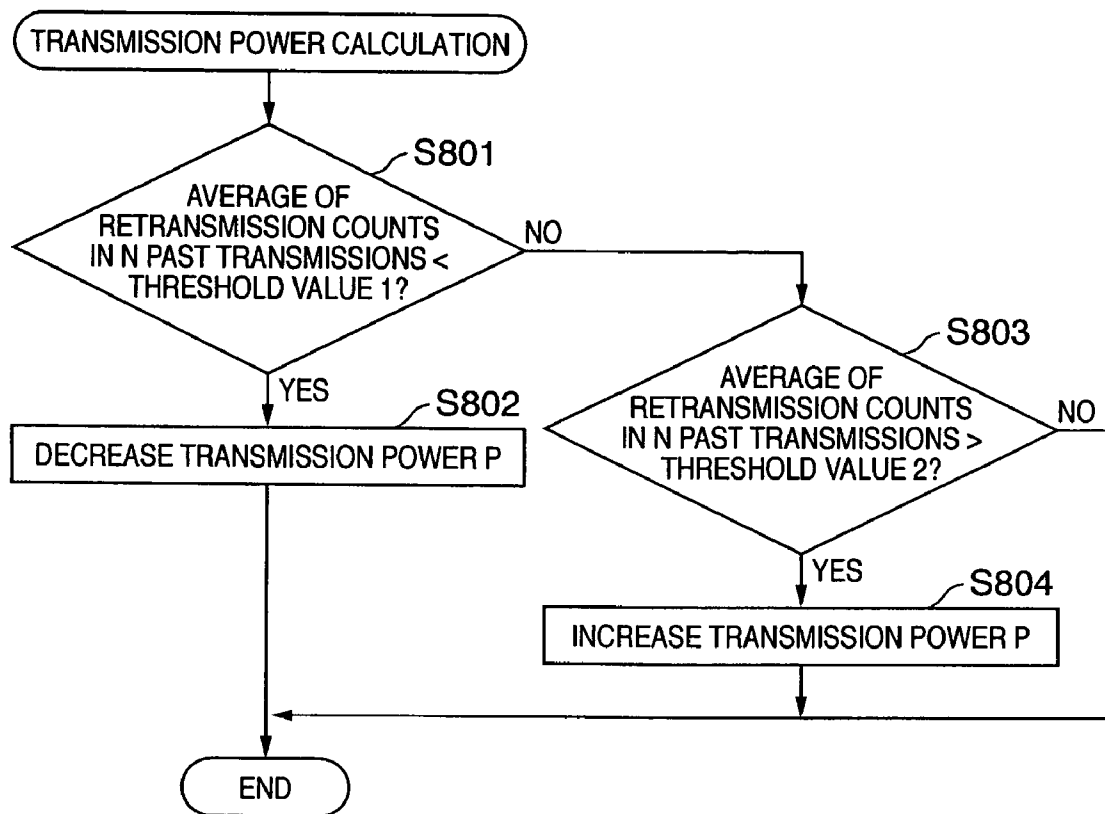 TRANSMISSION POWER CALCULATION
S801
AVERAGE OF
RETRANSMISSION COUNTS
IN N PAST TRANSMISSIONS <
THRESHOLD VALUE 1?
NO
YES
S802
DECREASE TRANSMISSION POWER P
S803
AVERAGE OF
RETRANSMISSION COUNTS
IN N PAST TRANSMISSIONS >
THRESHOLD VALUE 2?
NO
YES
S804
INCREASE TRANSMISSION POWER P
END